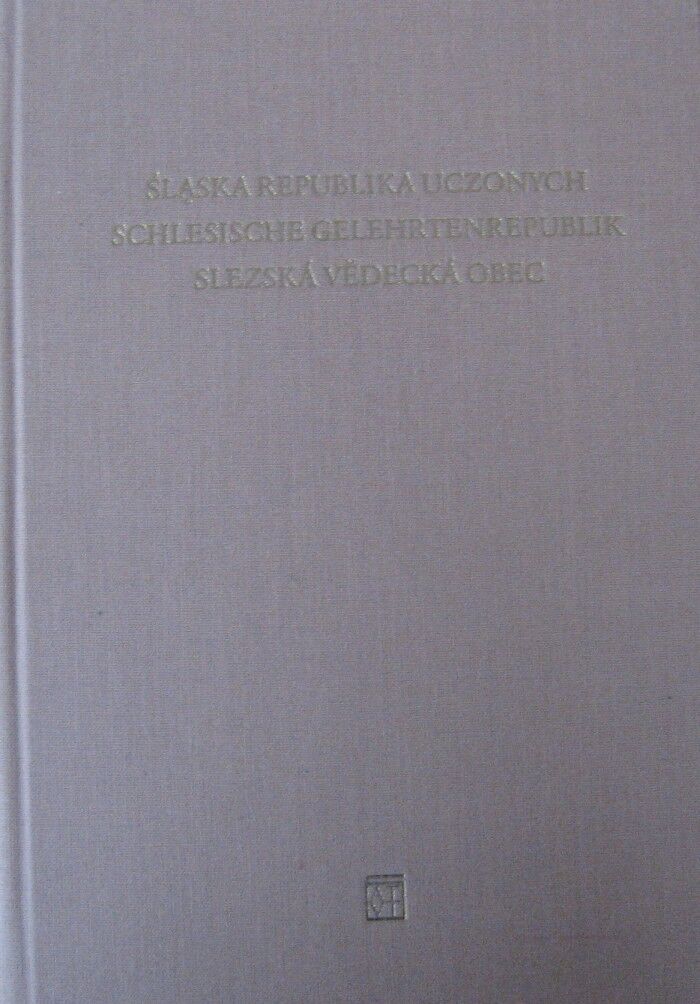 ŚLĄSKA REPUBLIKA UCZONYCH
SCHLESISCHE GELEHRTENREPUBLIK
SLEZSKÁ VĚDECKÁ OBEC